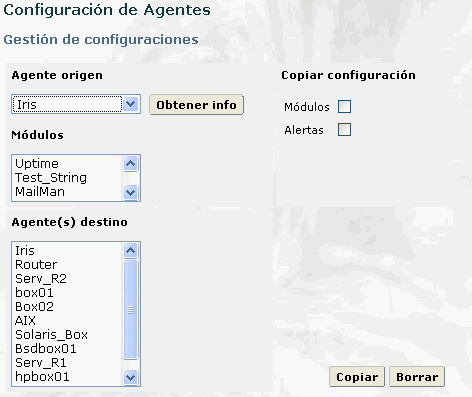 Configuración de Agentes
Gestión de configuraciones
Agente origen
Iris
Obtener info
Módulos
Uptime
Test_String
MailMan
Copiar configuración
Módulos
Alertas
Agente(s) destino
Iris
Router
Serv_R2
box01
Box02
AIX
Solaris_Box
Bsdbox01
Serv_R1
hpbox01
Copiar
Borrar